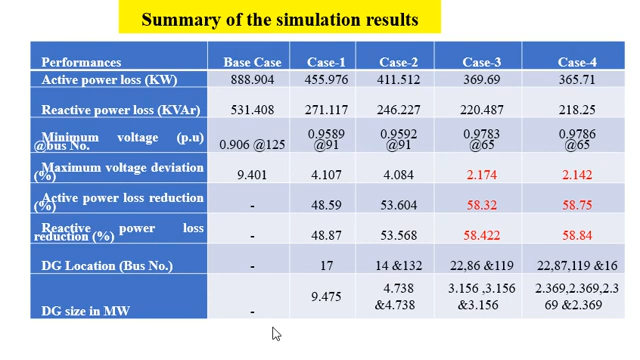 Summary of the simulation results
Performances Base Case Case-1 Case-2 Case-3 Case-4
Active power loss (KW) 888.904 455.976 411.512 369.69 365.71
Reactive power loss (KVAr) 531.408 271.117 246.227 220.487 218.25
Minimum voltage (p.u) 0.9589 0.9592 0.9783 0.9786
@bus No. 0.906 @125 @91 @91 @65 @65
Maximum voltage deviation 9.401 4.107 4.084 2.174 2.142
(%)
Active power loss reduction - 48.59 53.604 58.32 58.75
(%)
Reactive power loss - 48.87 53.568 58.422 58.84
reduction (%)
DG Location (Bus No.) - 17 14 &132 22,86 &119 22,87,119 &16
9.475 4.738 3.156 ,3.156 2.369,2.369,2.3
&4.738 &3.156 69 &2.369
DG size in MW -